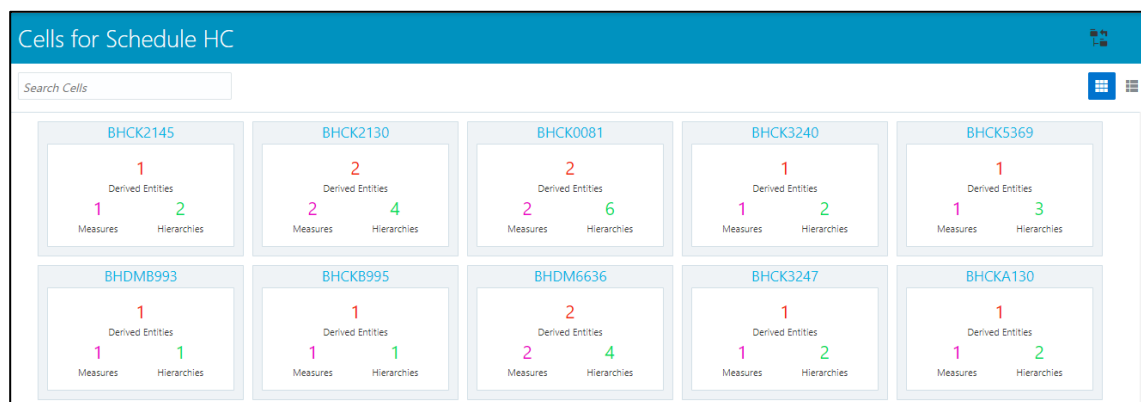 Cells for Schedule HC
Search Cells
BHCK2145 BHCK2130 BHCK0081 BHCK3240 BHCK5369
1 2 2 1 1
Derived Entities Derived Entities Derived Entities Derived Entities Derived Entities
1 2 2 4 2 6 1 2 1 3
Measures Hierarchies Measures Hierarchies Measures Hierarchies Measures Hierarchies Measures Hierarchies
BHDMB993 BHCKB995 BHDM6636 BHCK3247 BHCKA130
1 1 2 1 1
Derived Entities Derived Entities Derived Entities Derived Entities Derived Entities
1 1 1 1 2 4 1 2 1 2
Measures Hierarchies Measures Hierarchies Measures Hierarchies Measures Hierarchies Measures Hierarchies